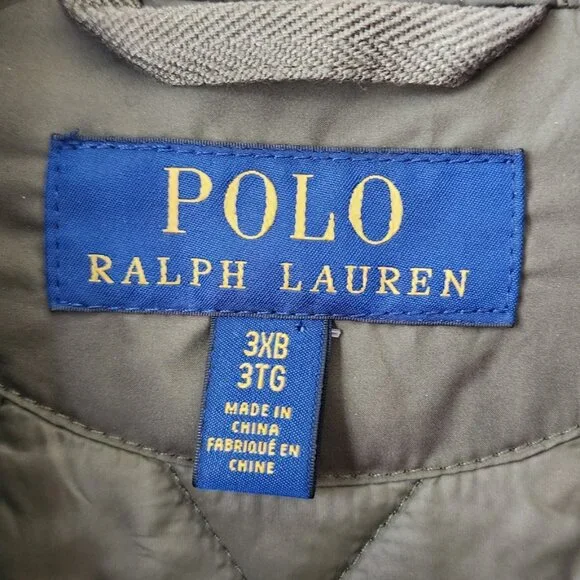 POLO
RALPH LAUREN
3XB
3TG
MADE IN
CHINA
FABRIQUÉ EN
CHINE